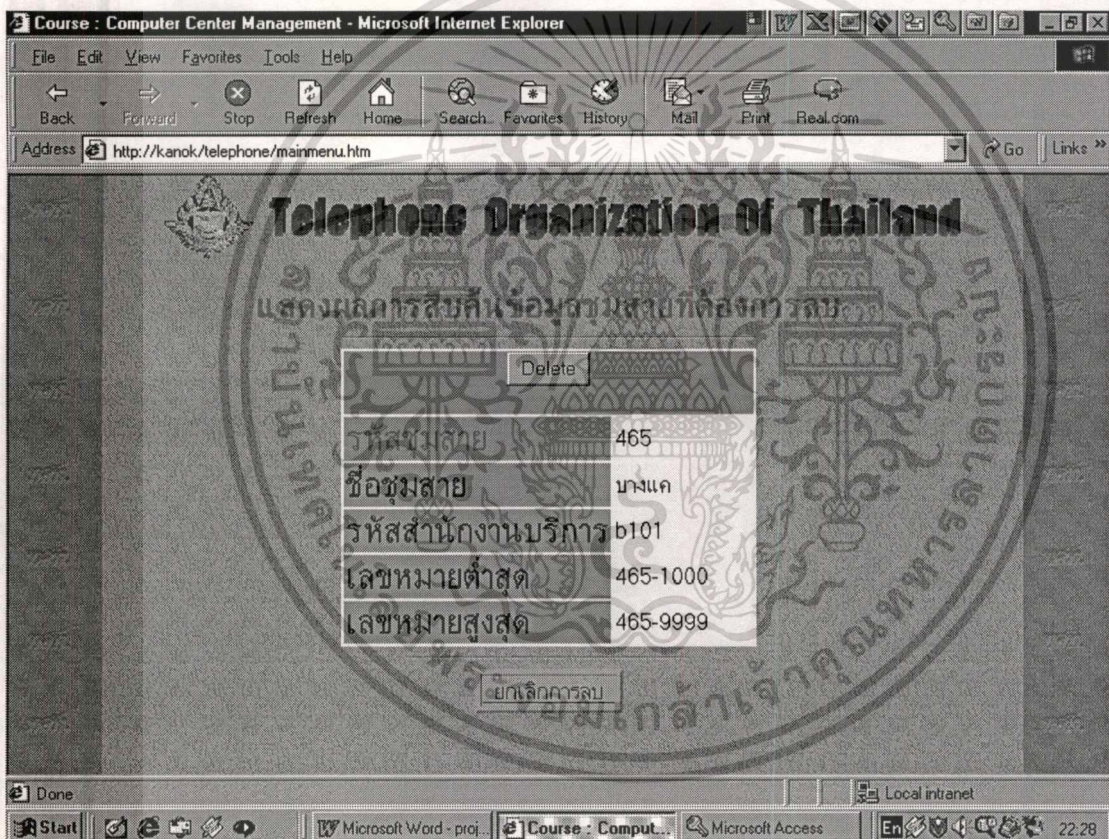 Course : Computer Center Management - Microsoft Internet Explorer
File Edit View Favorites Tools Help
Back Forward Stop Refresh Home Search Favorites History Mail Print Real.com
Address http://kanok/telephone/mainmenu.htm Go Links »
Telephone Organization Of Thailand
แสดงผลการสืบค้นข้อมูลชุมสายที่ต้องการลบ
Delete
รหัสชุมสาย 465
ชื่อชุมสาย บางแค
รหัสสำนักงานบริการ b101
เลขหมายต่ำสุด 465-1000
เลขหมายสูงสุด 465-9999
ยกเลิกการลบ
Done Local intranet
Start Microsoft Word - proj... Course : Comput... Microsoft Access En 22:28